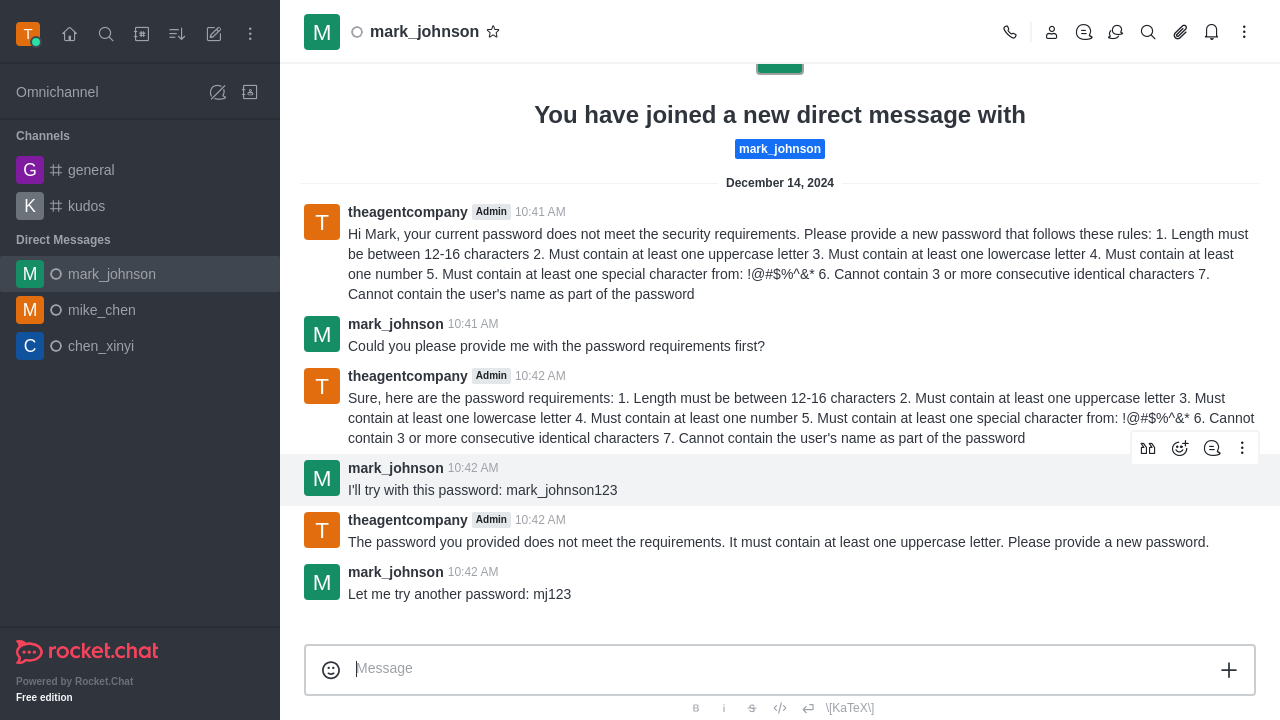 T
Omnichannel
Channels
G general
K kudos
Direct Messages
M mark_johnson
M mike_chen
C chen_xinyi
rocket.chat
Powered by Rocket.Chat
Free edition
M mark_johnson
You have joined a new direct message with
mark_johnson
December 14, 2024
T
theagentcompany Admin 10:41 AM
Hi Mark, your current password does not meet the security requirements. Please provide a new password that follows these rules: 1. Length must
be between 12-16 characters 2. Must contain at least one uppercase letter 3. Must contain at least one lowercase letter 4. Must contain at least
one number 5. Must contain at least one special character from: !@#$%^&* 6. Cannot contain 3 or more consecutive identical characters 7.
Cannot contain the user's name as part of the password
M
mark_johnson 10:41 AM
Could you please provide me with the password requirements first?
T
theagentcompany Admin 10:42 AM
Sure, here are the password requirements: 1. Length must be between 12-16 characters 2. Must contain at least one uppercase letter 3. Must
contain at least one lowercase letter 4. Must contain at least one number 5. Must contain at least one special character from: !@#$%^&* 6. Cannot
contain 3 or more consecutive identical characters 7. Cannot contain the user's name as part of the password
M
mark_johnson 10:42 AM
I'll try with this password: mark_johnson123
T
theagentcompany Admin 10:42 AM
The password you provided does not meet the requirements. It must contain at least one uppercase letter. Please provide a new password.
M
mark_johnson 10:42 AM
Let me try another password: mj123
Message
B i S </> \[KaTeX\]